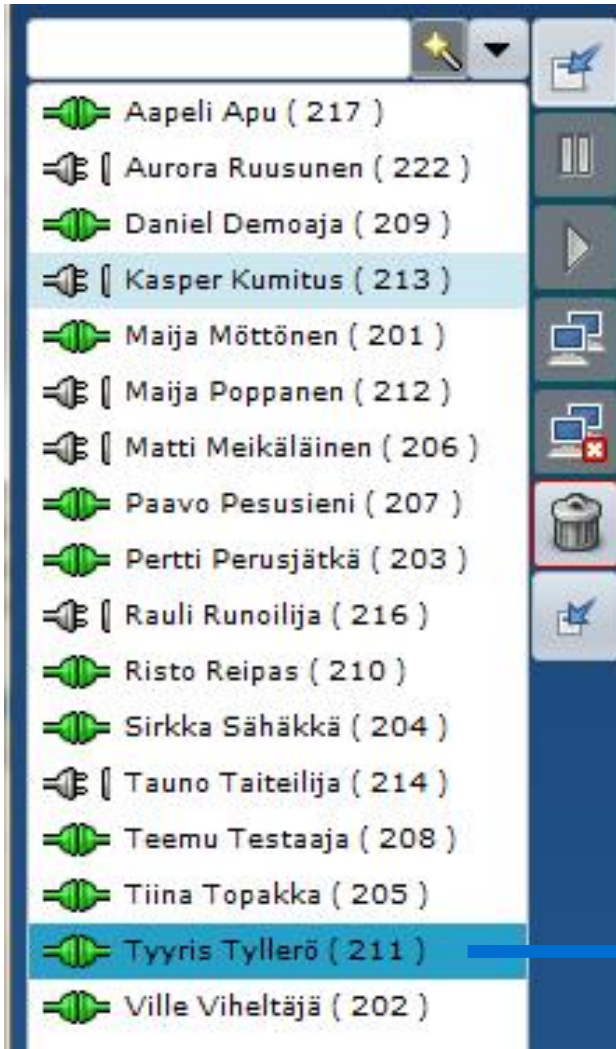 Aapeli Apu ( 217 )
Aurora Ruusunen ( 222 )
Daniel Demoaja ( 209 )
Kasper Kumitus ( 213 )
Maija Möttönen ( 201 )
Maija Poppanen ( 212 )
Matti Meikäläinen ( 206 )
Paavo Pesusieni ( 207 )
Pertti Perusjätkä ( 203 )
Rauli Runoilija ( 216 )
Risto Reipas ( 210 )
Sirkka Sähäkkä ( 204 )
Tauno Taiteilija ( 214 )
Teemu Testaaja ( 208 )
Tiina Topakka ( 205 )
Tyyris Tyllerö ( 211 )
Ville Viheltäjä ( 202 )